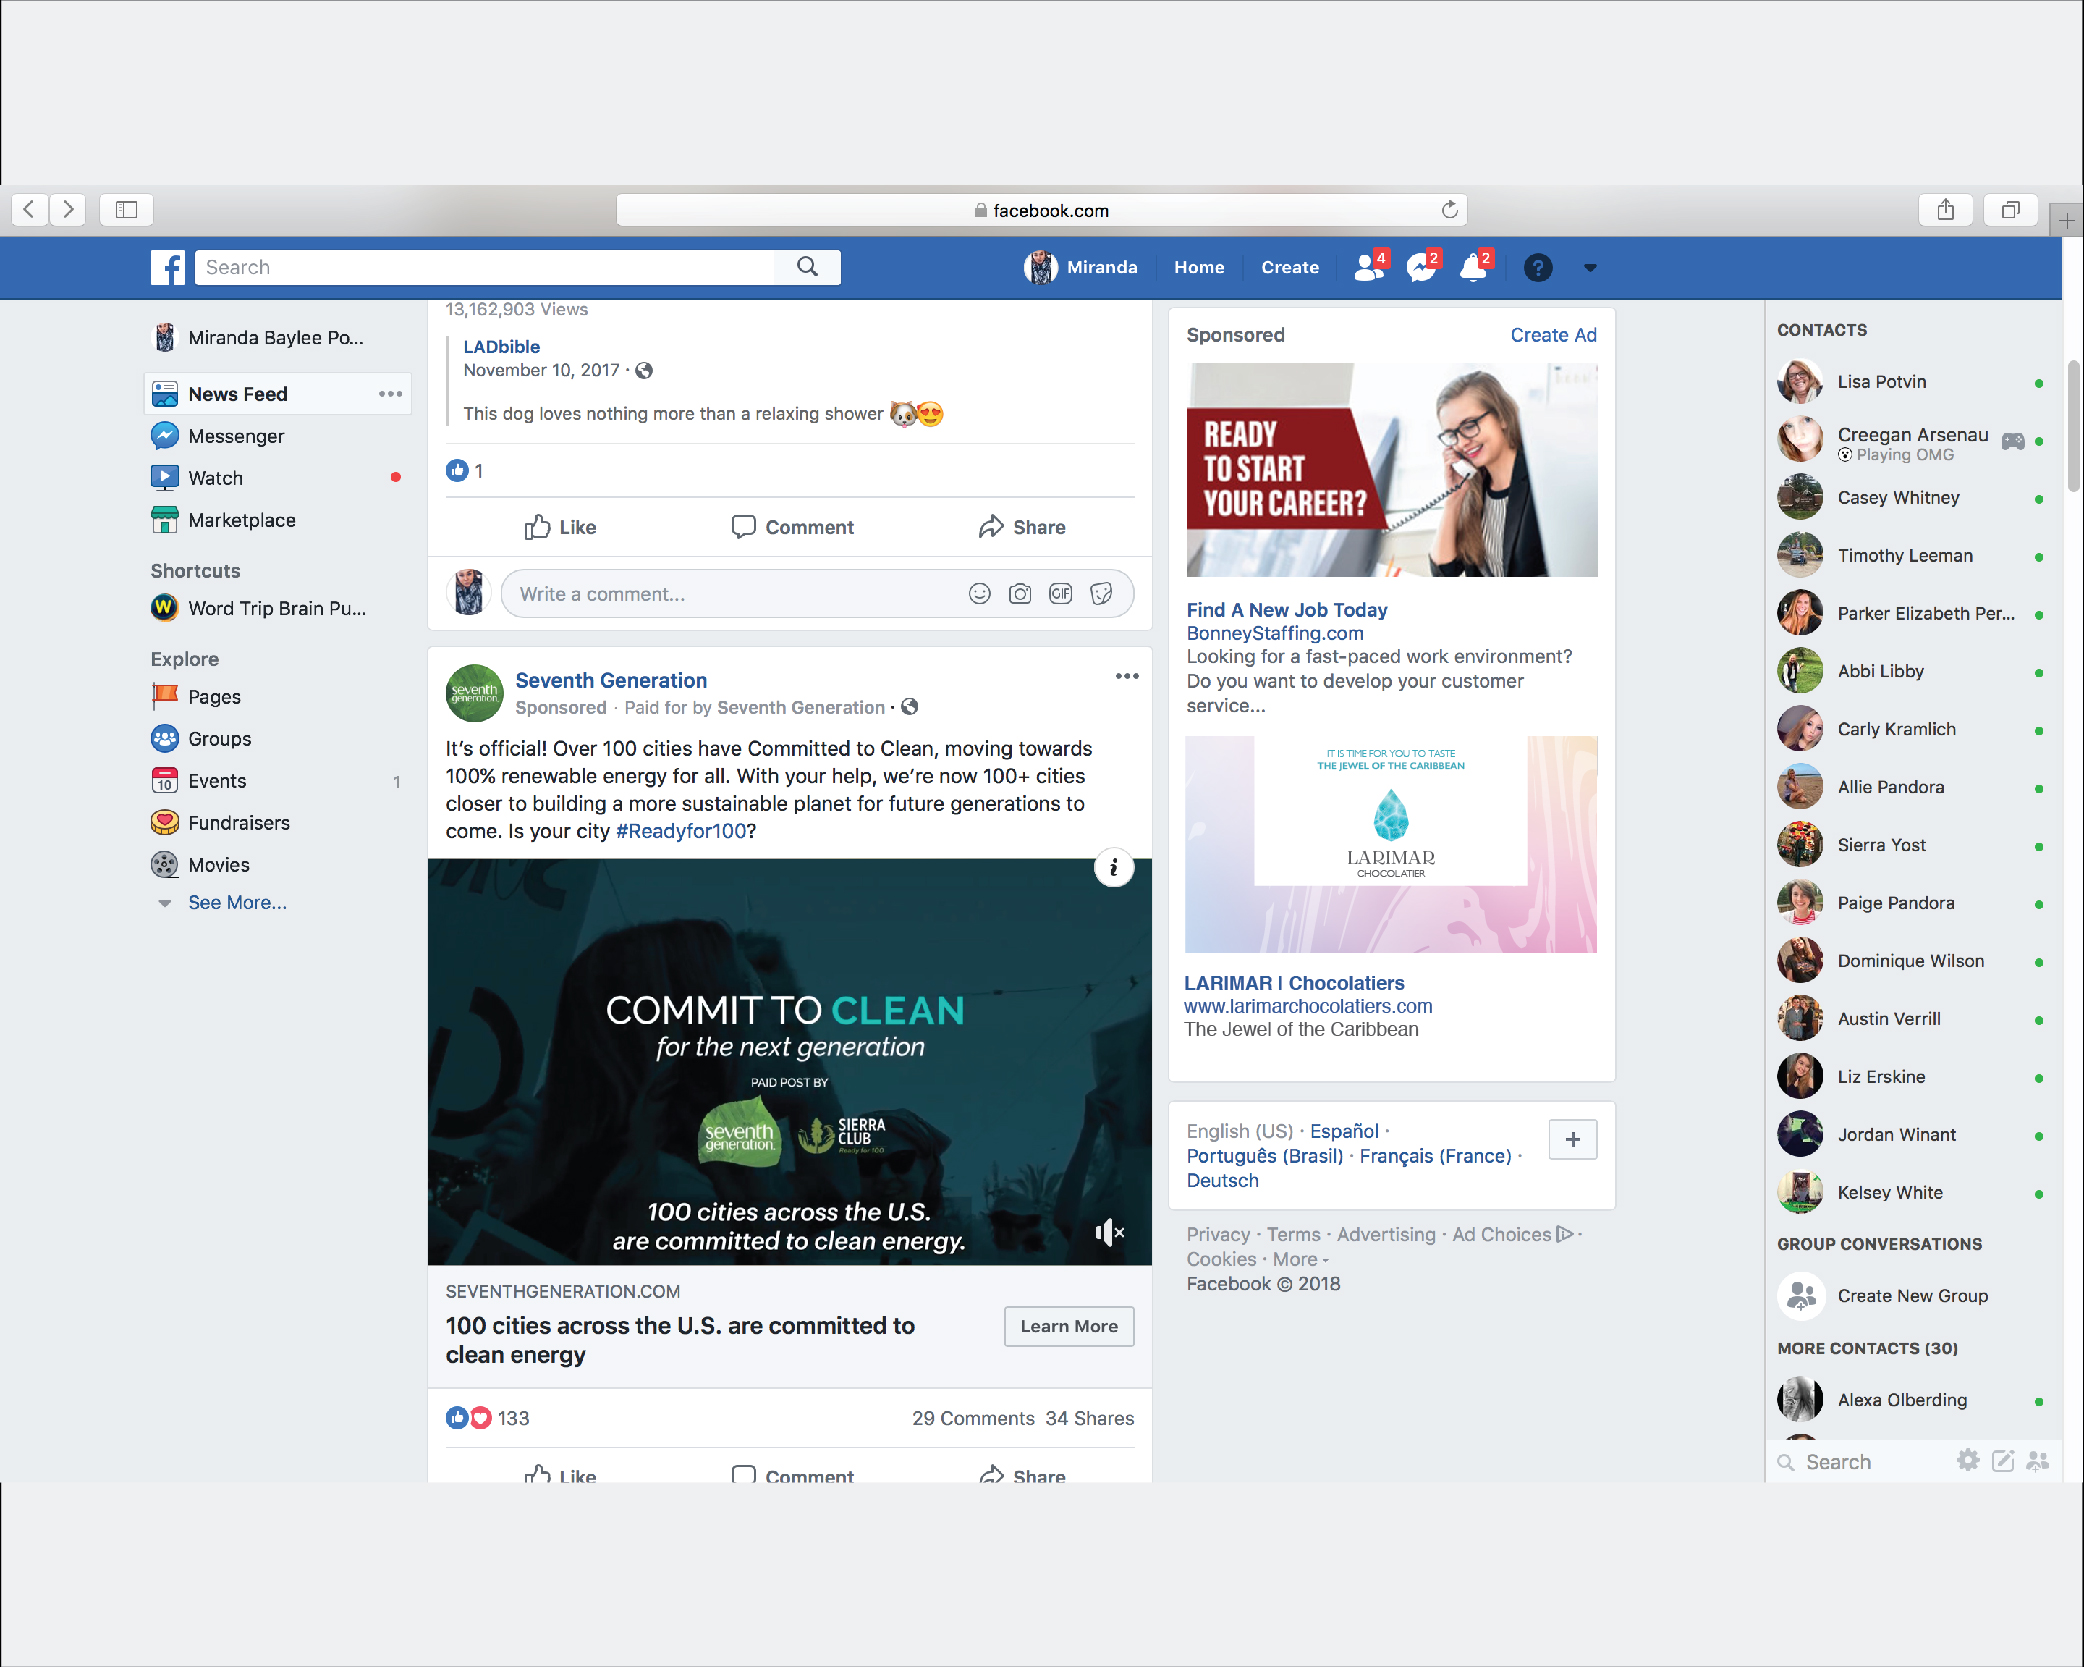 facebook.com
Search
Miranda
Home
Create
4
2
2
?
Miranda Baylee Po...
News Feed
Messenger
Watch
Marketplace
Shortcuts
W
Word Trip Brain Pu...
Explore
Pages
Groups
10
Events 1
Fundraisers
Movies
See More...
13,162,903 Views
LADbible
November 10, 2017 ·
This dog loves nothing more than a relaxing shower 🐶😍
1
Like Comment Share
Write a comment...
GIF
seventh
generation.
Seventh Generation
Sponsored · Paid for by Seventh Generation ·
It's official! Over 100 cities have Committed to Clean, moving towards
100% renewable energy for all. With your help, we're now 100+ cities
closer to building a more sustainable planet for future generations to
come. Is your city #Readyfor100?
i
COMMIT TO CLEAN
for the next generation
PAID POST BY
seventh
generation.
SIERRA
CLUB
Ready for 100
100 cities across the U.S.
are committed to clean energy.
SEVENTHGENERATION.COM
100 cities across the U.S. are committed to
clean energy
Learn More
133
29 Comments 34 Shares
Like Comment Share
Sponsored
Create Ad
READY
TO START
YOUR CAREER?
Find A New Job Today
BonneyStaffing.com
Looking for a fast-paced work environment?
Do you want to develop your customer
service...
IT IS TIME FOR YOU TO TASTE
THE JEWEL OF THE CARIBBEAN
LARIMAR
CHOCOLATIER
LARIMAR I Chocolatiers
www.larimarchocolatiers.com
The Jewel of the Caribbean
English (US) · Español ·
Português (Brasil) · Français (France) ·
Deutsch
+
Privacy · Terms · Advertising · Ad Choices ·
Cookies · More
Facebook © 2018
CONTACTS
Lisa Potvin
Creegan Arsenau
Playing OMG
Casey Whitney
Timothy Leeman
Parker Elizabeth Per...
Abbi Libby
Carly Kramlich
Allie Pandora
Sierra Yost
Paige Pandora
Dominique Wilson
Austin Verrill
Liz Erskine
Jordan Winant
Kelsey White
GROUP CONVERSATIONS
Create New Group
MORE CONTACTS (30)
Alexa Olberding
Search